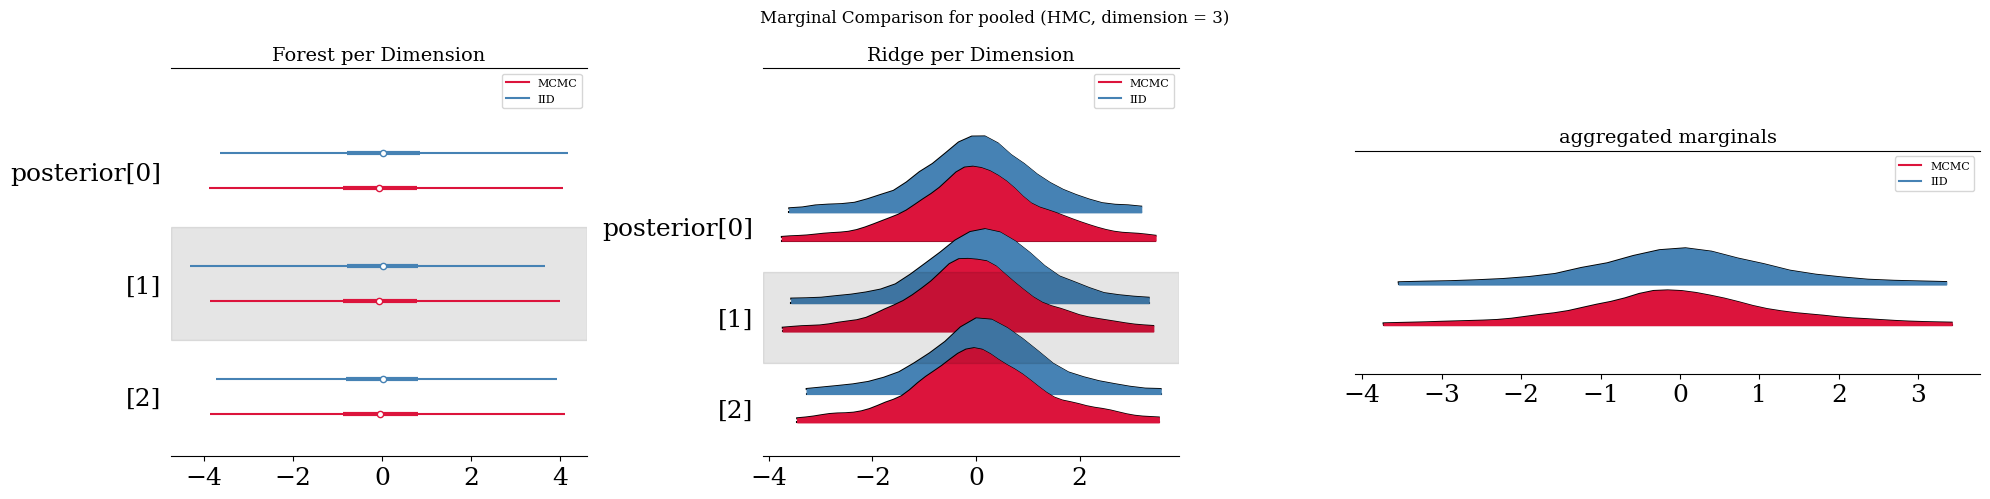 Marginal Comparison for pooled (HMC, dimension = 3)
Forest per Dimension
MCMC
IID
posterior[0]
[1]
[2]
−4 −2 0 2 4
Ridge per Dimension
MCMC
IID
posterior[0]
[1]
[2]
−4 −2 0 2
aggregated marginals
MCMC
IID
−4 −3 −2 −1 0 1 2 3